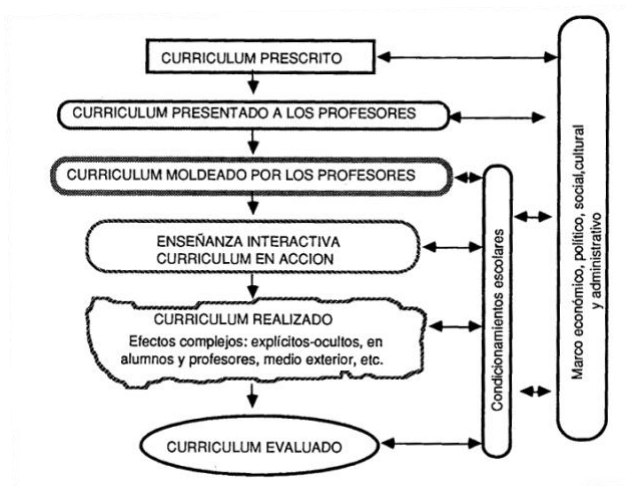 CURRICULUM PRESCRITO
CURRICULUM PRESENTADO A LOS PROFESORES
CURRICULUM MOLDEADO POR LOS PROFESORES
ENSEÑANZA INTERACTIVA
CURRICULUM EN ACCION
CURRICULUM REALIZADO
Efectos complejos: explícitos-ocultos, en
alumnos y profesores, medio exterior, etc.
CURRICULUM EVALUADO
Condicionamientos escolares
Marco económico, político, social,cultural
y administrativo